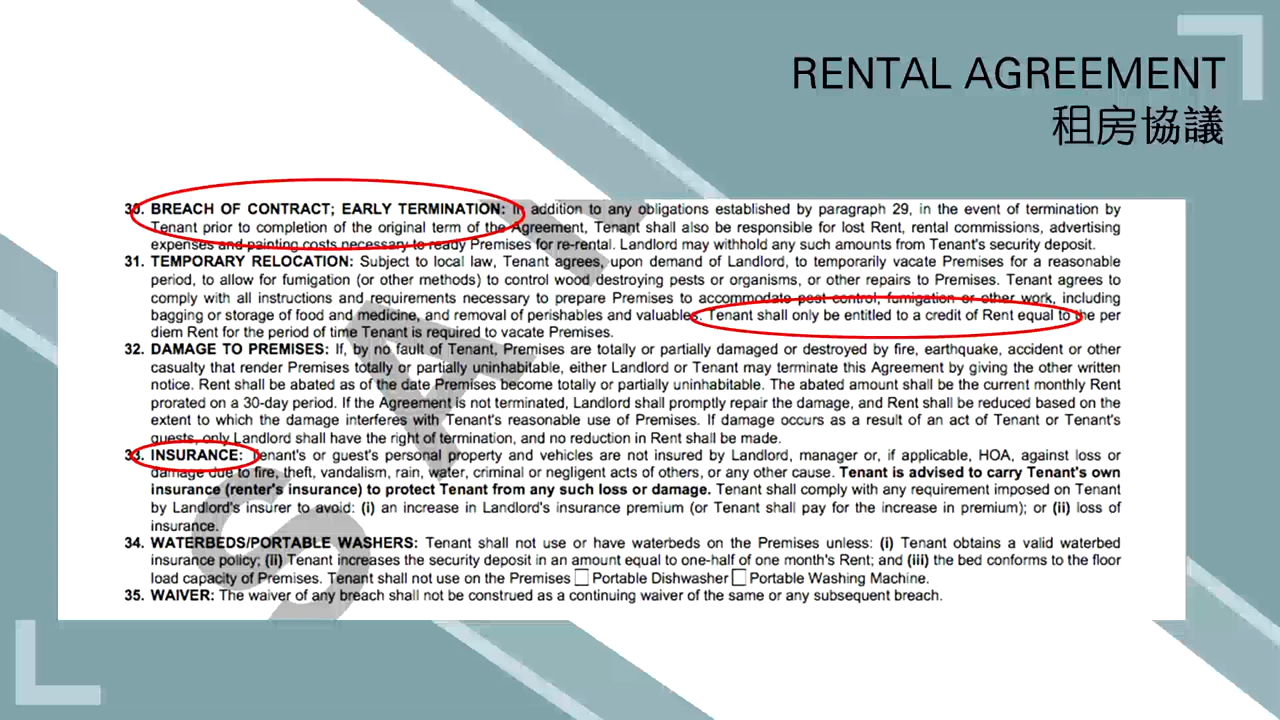 RENTAL AGREEMENT
租房協議
30. BREACH OF CONTRACT; EARLY TERMINATION: In addition to any obligations established by paragraph 29, in the event of termination by
Tenant prior to completion of the original term of the Agreement, Tenant shall also be responsible for lost Rent, rental commissions, advertising
expenses and painting costs necessary to ready Premises for re-rental. Landlord may withhold any such amounts from Tenant's security deposit.
31. TEMPORARY RELOCATION: Subject to local law, Tenant agrees, upon demand of Landlord, to temporarily vacate Premises for a reasonable
period, to allow for fumigation (or other methods) to control wood destroying pests or organisms, or other repairs to Premises. Tenant agrees to
comply with all instructions and requirements necessary to prepare Premises to accommodate pest control, fumigation or other work, including
bagging or storage of food and medicine, and removal of perishables and valuables. Tenant shall only be entitled to a credit of Rent equal to the per
diem Rent for the period of time Tenant is required to vacate Premises.
32. DAMAGE TO PREMISES: If, by no fault of Tenant, Premises are totally or partially damaged or destroyed by fire, earthquake, accident or other
casualty that render Premises totally or partially uninhabitable, either Landlord or Tenant may terminate this Agreement by giving the other written
notice. Rent shall be abated as of the date Premises become totally or partially uninhabitable. The abated amount shall be the current monthly Rent
prorated on a 30-day period. If the Agreement is not terminated, Landlord shall promptly repair the damage, and Rent shall be reduced based on the
extent to which the damage interferes with Tenant's reasonable use of Premises. If damage occurs as a result of an act of Tenant or Tenant's
guests, only Landlord shall have the right of termination, and no reduction in Rent shall be made.
33. INSURANCE: Tenant's or guest's personal property and vehicles are not insured by Landlord, manager or, if applicable, HOA, against loss or
damage due to fire, theft, vandalism, rain, water, criminal or negligent acts of others, or any other cause. Tenant is advised to carry Tenant's own
insurance (renter's insurance) to protect Tenant from any such loss or damage. Tenant shall comply with any requirement imposed on Tenant
by Landlord's insurer to avoid: (i) an increase in Landlord's insurance premium (or Tenant shall pay for the increase in premium); or (ii) loss of
insurance.
34. WATERBEDS/PORTABLE WASHERS: Tenant shall not use or have waterbeds on the Premises unless: (i) Tenant obtains a valid waterbed
insurance policy; (ii) Tenant increases the security deposit in an amount equal to one-half of one month's Rent; and (iii) the bed conforms to the floor
load capacity of Premises. Tenant shall not use on the Premises Portable Dishwasher Portable Washing Machine.
35. WAIVER: The waiver of any breach shall not be construed as a continuing waiver of the same or any subsequent breach.